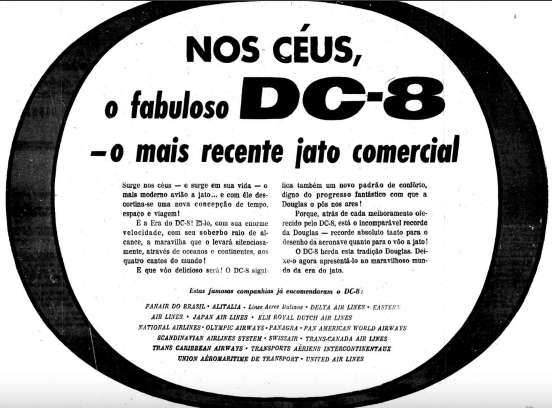 NOS CÉUS,
o fabuloso DC-8
– o mais recente jato comercial
Surge nos céus — e surge em sua vida — o
mais moderno avião a jato... e com êle des-
cortina-se uma nova concepção de tempo,
espaço e viagem!
É a Era do DC-8! Ei-lo, com sua enorme
velocidade, com seu soberbo raio de al-
cance, a maravilha que o levará silenciosa-
mente, através de oceanos e continentes, aos
quatro cantos do mundo!
E que vôo delicioso será! O DC-8 signi-
fica também um novo padrão de confôrto,
digno do progresso fantástico com que a
Douglas o pôs nos ares!
Porque, atrás de cada melhoramento ofe-
recido pelo DC-8, está o incomparável recorde
da Douglas — recorde absoluto tanto para o
desenho da aeronave quanto para o vôo a jato!
O DC-8 herda esta tradição Douglas. Dei-
xe-o agora apresentá-lo ao maravilhoso mun-
do da era do jato.
Estas famosas companhias já encomendaram o DC-8:
PANAIR DO BRASIL • ALITALIA - Linee Aeree Italiane • DELTA AIR LINES • EASTERN
AIR LINES • JAPAN AIR LINES • KLM ROYAL DUTCH AIR LINES
NATIONAL AIRLINES • OLYMPIC AIRWAYS • PANAGRA • PAN AMERICAN WORLD AIRWAYS
SCANDINAVIAN AIRLINES SYSTEM • SWISSAIR • TRANS-CANADA AIR LINES
TRANS CARIBBEAN AIRWAYS • TRANSPORTS AÉRIENS INTERCONTINENTAUX
UNION AÉROMARITIME DE TRANSPORT • UNITED AIR LINES